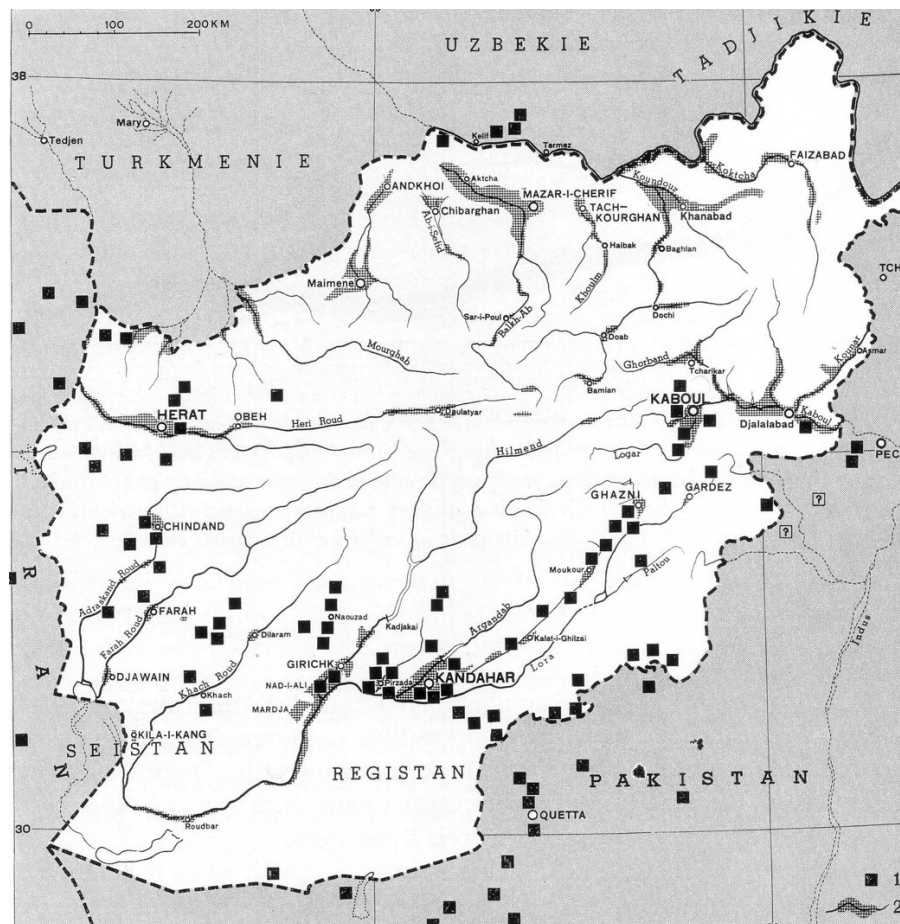 0 100 200 KM
UZBEKIE
TADJIKIE
38
Mary
Tedjen
TURKMENIE
Kelif
Termez
Koktcha
FAIZABAD
Aktcha
ANDKHOI
Koundouz
MAZAR-I-CHERIF
Chibarghan
TACH-
KOURGHAN
Khanabad
Haibak
Baghlan
TCH
Maimene
Khoulm
Sar-i-Poul
Balkh-Ab
Dochi
Doab
Mourghab
Ghorband
Tcharikar
Kounar
Asmar
Bamian
HERAT
OBEH
Heri Roud
Daulatyar
KABOUL
Djalalabad
Kaboul
PEC
Hilmend
Logar
GHAZNI
GARDEZ
?
?
CHINDAND
Adraskand Roud
Moukour
Paltou
IRAN
FARAH
Farah Roud
Naouzad
Kadjakai
Argandab
Dilaram
Kalat-i-Ghilzai
Lora
Indus
GIRICHK
DJAWAIN
Khach Roud
Khach
NAD-I-ALI
Pirzada
KANDAHAR
MARDJA
KILA-I-KANG
SEISTAN
REGISTAN
PAKISTAN
QUETTA
30
Roudbar
1
2